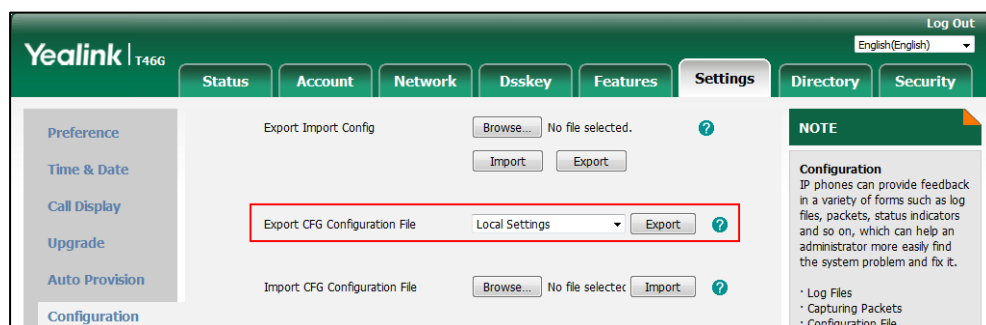 Log Out
Yealink | T46G
English(English)
Status Account Network Dsskey Features Settings Directory Security
Preference
Time & Date
Call Display
Upgrade
Auto Provision
Configuration
Export Import Config Browse... No file selected. ?
Import Export
Export CFG Configuration File Local Settings Export ?
Import CFG Configuration File Browse... No file selectec Import ?
NOTE
Configuration
IP phones can provide feedback
in a variety of forms such as log
files, packets, status indicators
and so on, which can help an
administrator more easily find
the system problem and fix it.
· Log Files
· Capturing Packets
· Configuration File